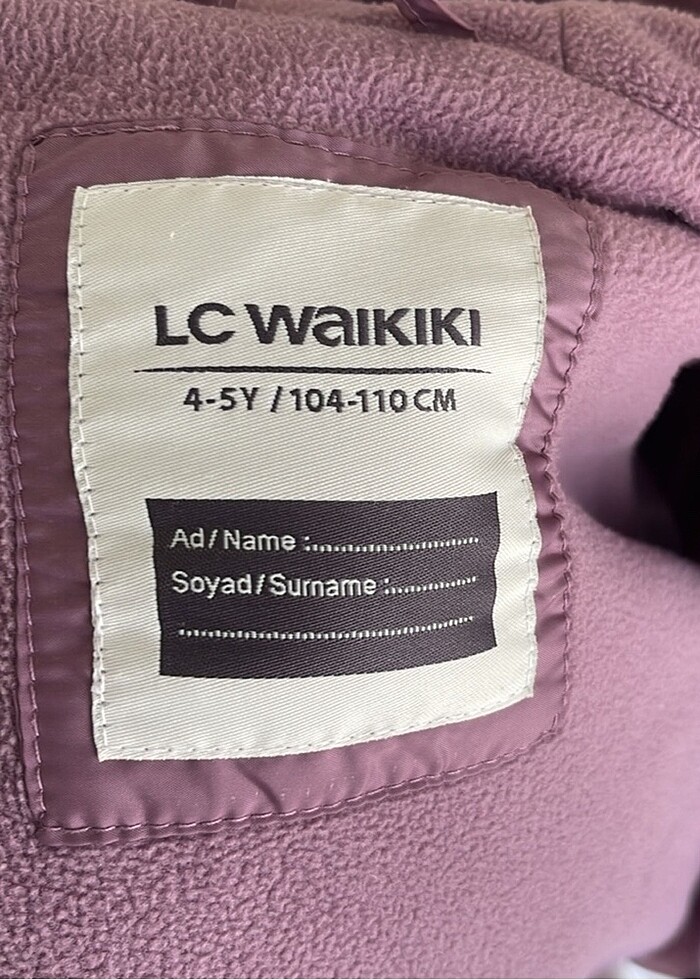 LC WAIKIKI
4-5Y / 104-110 CM
Ad / Name :..............................
Soyad / Surname :...............
..................................................